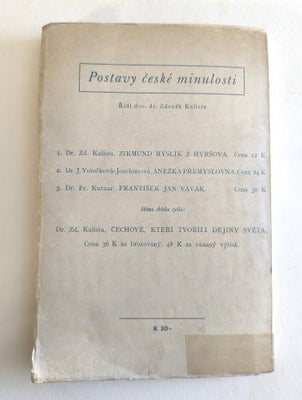 Postavy české minulosti
Řídí doc. dr. Zdeněk Kalista
1. Dr. Zd. Kalista, ZIKMUND MYSLÍK Z HYRŠOVA. Cena 12 K
2. Dr J. Votočková-Joachimová, ANEŽKA PŘEMYSLOVNA, Cena 24 K
3. Dr. Fr. Kutnar. FRANTIŠEK JAN VAVÁK. Cena 30 K
Mimo sbírku vyšlo:
Dr. Zd. Kalista, ČECHOVÉ, KTEŘÍ TVOŘILI DĚJINY SVĚTA.
Cena 36 K za brožovaný, 48 K za vázaný výtisk.
K 30·-